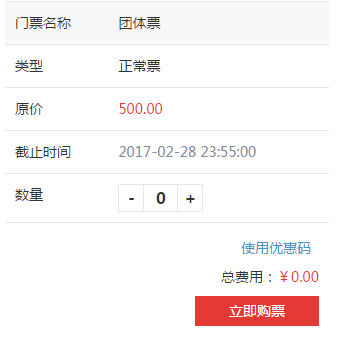 门票名称 团体票
类型 正常票
原价 500.00
截止时间 2017-02-28 23:55:00
数量 - 0 +
使用优惠码
总费用：￥0.00
立即购票